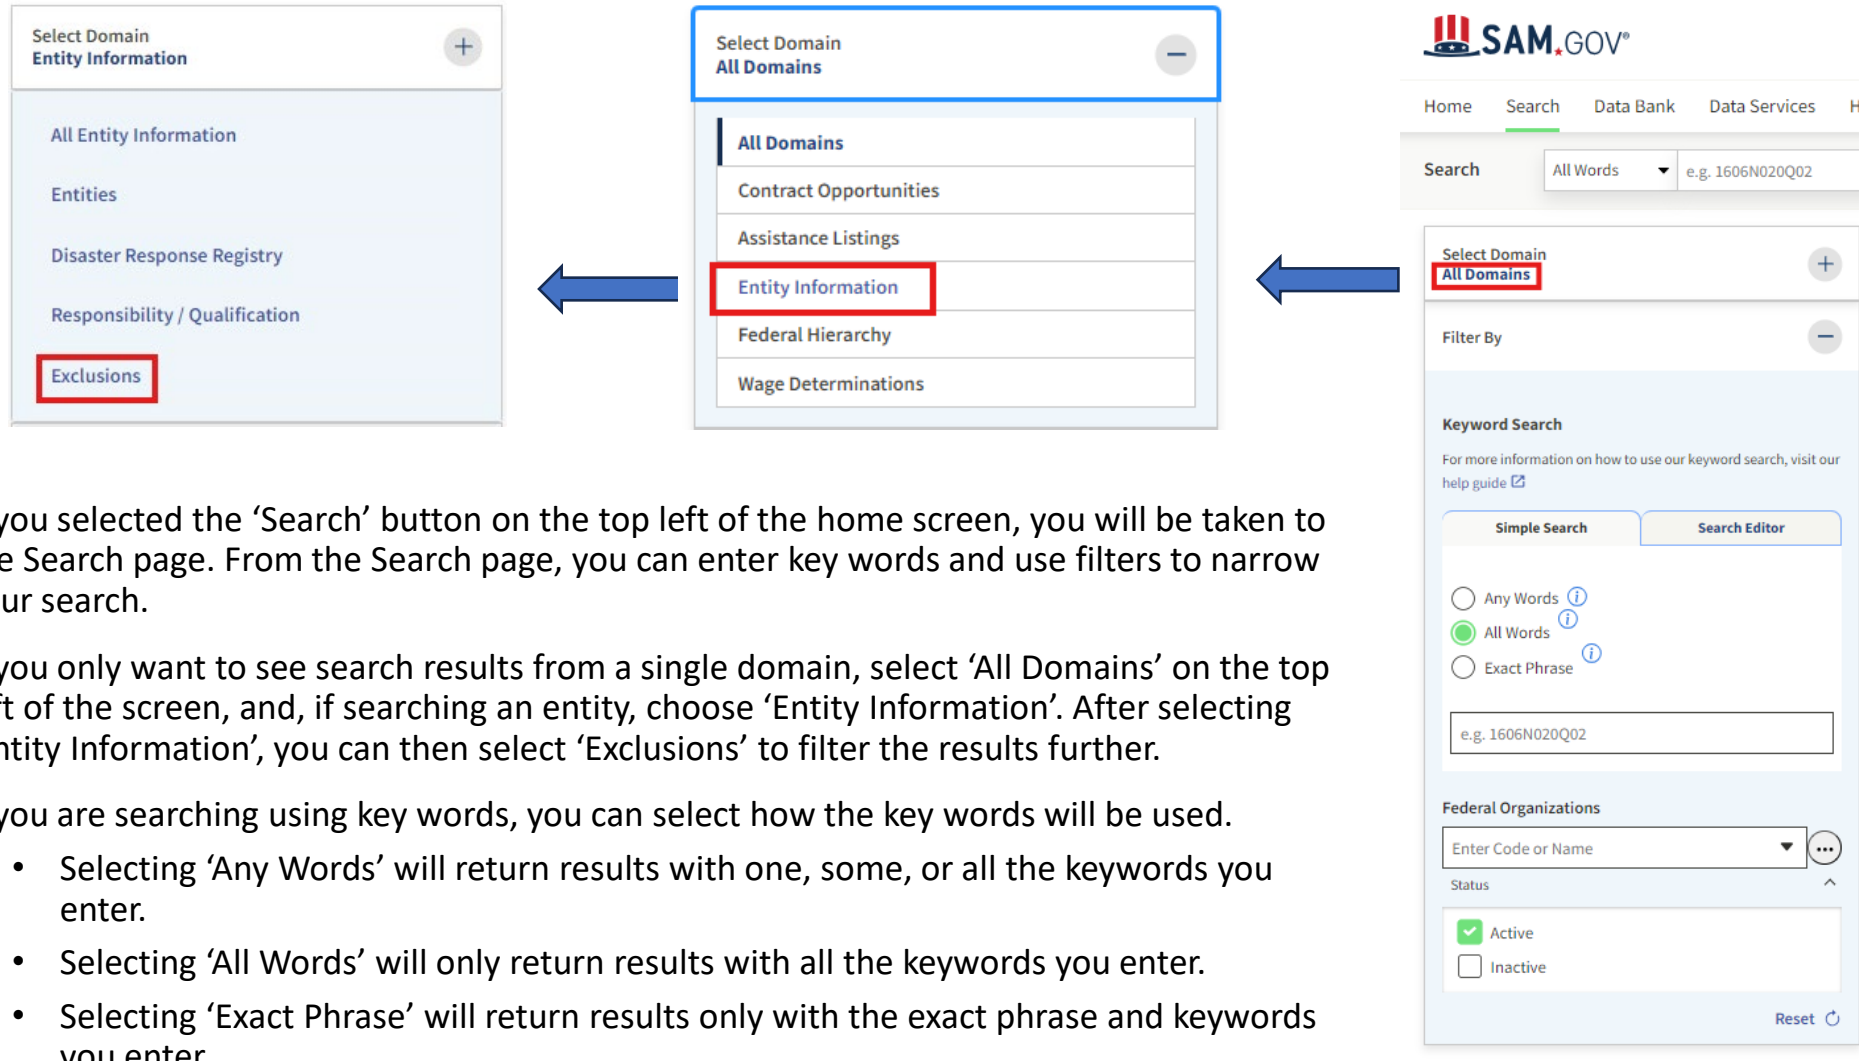 Select Domain
Entity Information
All Entity Information
Entities
Disaster Response Registry
Responsibility / Qualification
Exclusions
Select Domain
All Domains
All Domains
Contract Opportunities
Assistance Listings
Entity Information
Federal Hierarchy
Wage Determinations
SAM.GOV®
Home Search Data Bank Data Services H
Search All Words e.g. 1606N020Q02
Select Domain
All Domains
Filter By
Keyword Search
For more information on how to use our keyword search, visit our
help guide
Simple Search Search Editor
Any Words
All Words
Exact Phrase
e.g. 1606N020Q02
Federal Organizations
Enter Code or Name
Status
Active
Inactive
Reset
you selected the ‘Search’ button on the top left of the home screen, you will be taken to
e Search page. From the Search page, you can enter key words and use filters to narrow
ur search.
you only want to see search results from a single domain, select ‘All Domains’ on the top
ft of the screen, and, if searching an entity, choose ‘Entity Information’. After selecting
ntity Information’, you can then select ‘Exclusions’ to filter the results further.
you are searching using key words, you can select how the key words will be used.
• Selecting ‘Any Words’ will return results with one, some, or all the keywords you
enter.
• Selecting ‘All Words’ will only return results with all the keywords you enter.
• Selecting ‘Exact Phrase’ will return results only with the exact phrase and keywords
you enter